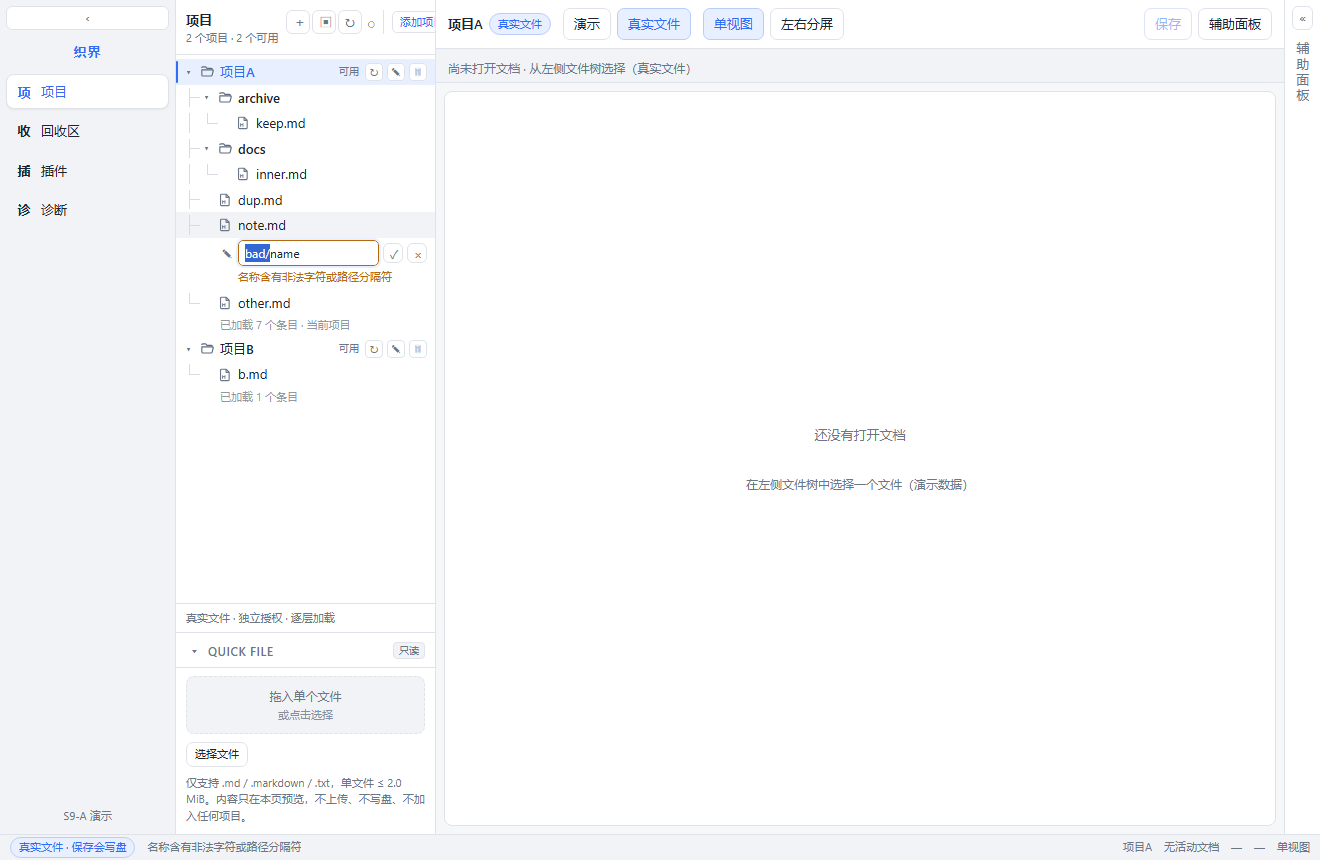 ‹
织界
项 项目
收 回收区
插 插件
诊 诊断
S9-A 演示
项目
2 个项目 · 2 个可用
+ ▣ ↻ ○ 添加项
项目A 可用 ↻
archive
keep.md
docs
inner.md
dup.md
note.md
bad/name ✓ ×
名称含有非法字符或路径分隔符
other.md
已加载 7 个条目 · 当前项目
项目B 可用 ↻
b.md
已加载 1 个条目
真实文件 · 独立授权 · 逐层加载
QUICK FILE 只读
拖入单个文件
或点击选择
选择文件
仅支持 .md / .markdown / .txt，单文件 ≤ 2.0
MiB。内容只在本页预览，不上传、不写盘、不加
入任何项目。
项目A 真实文件 演示 真实文件 单视图 左右分屏 保存 辅助面板
尚未打开文档 · 从左侧文件树选择（真实文件）
还没有打开文档
在左侧文件树中选择一个文件（演示数据）
«
辅助面板
真实文件 · 保存会写盘 名称含有非法字符或路径分隔符 项目A 无活动文档 — — 单视图